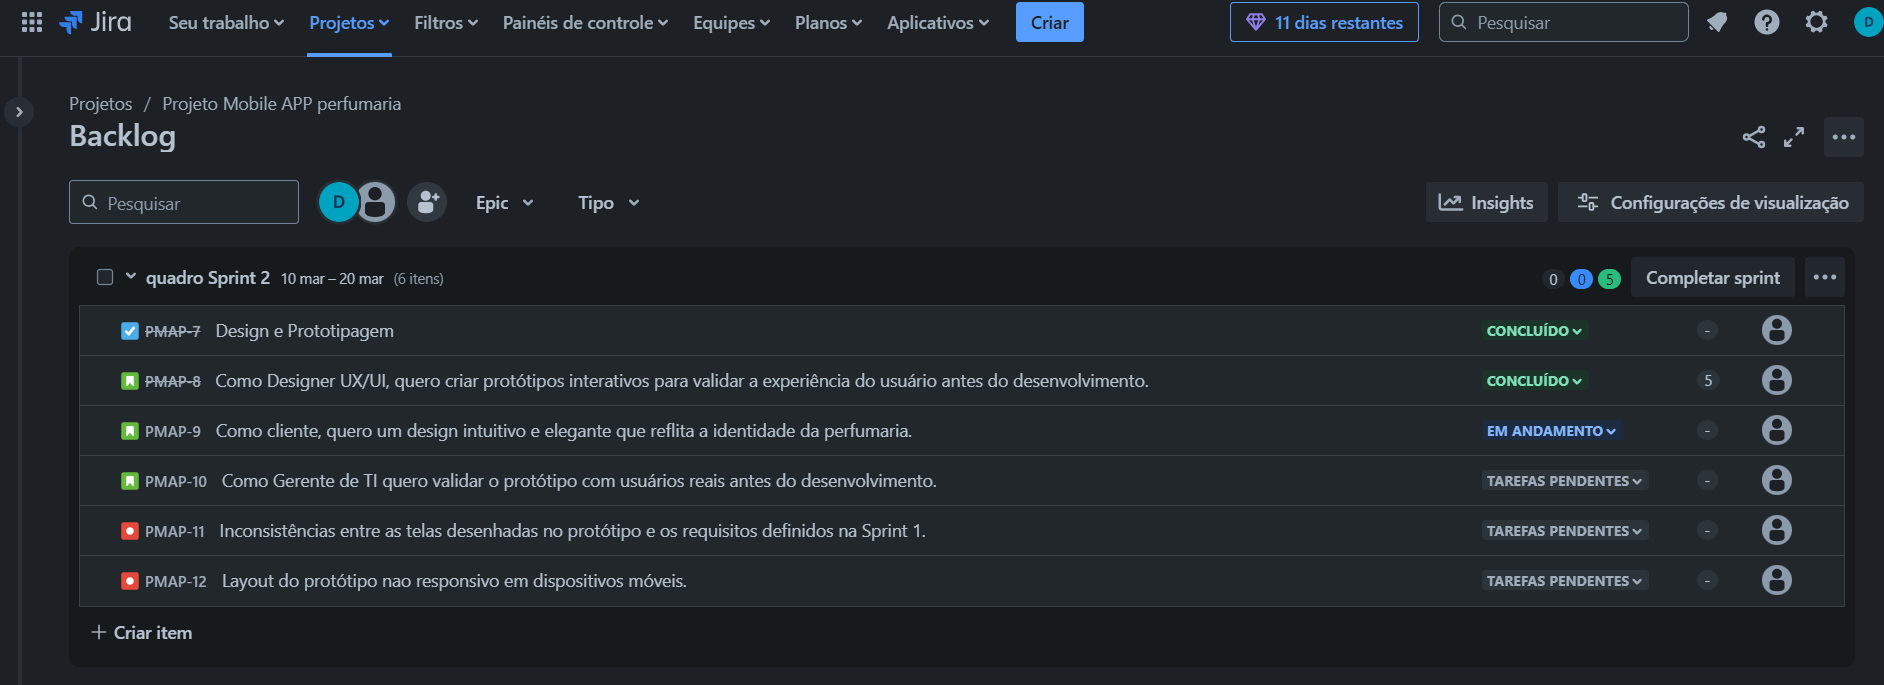 Jira Seu trabalho Projetos Filtros Painéis de controle Equipes Planos Aplicativos Criar 11 dias restantes Pesquisar D
Projetos / Projeto Mobile APP perfumaria
Backlog
Pesquisar D Epic Tipo Insights Configurações de visualização
quadro Sprint 2 10 mar – 20 mar (6 itens) 0 0 5 Completar sprint
PMAP-7 Design e Prototipagem CONCLUÍDO -
PMAP-8 Como Designer UX/UI, quero criar protótipos interativos para validar a experiência do usuário antes do desenvolvimento. CONCLUÍDO 5
PMAP-9 Como cliente, quero um design intuitivo e elegante que reflita a identidade da perfumaria. EM ANDAMENTO -
PMAP-10 Como Gerente de TI quero validar o protótipo com usuários reais antes do desenvolvimento. TAREFAS PENDENTES -
PMAP-11 Inconsistências entre as telas desenhadas no protótipo e os requisitos definidos na Sprint 1. TAREFAS PENDENTES -
PMAP-12 Layout do protótipo nao responsivo em dispositivos móveis. TAREFAS PENDENTES -
+ Criar item